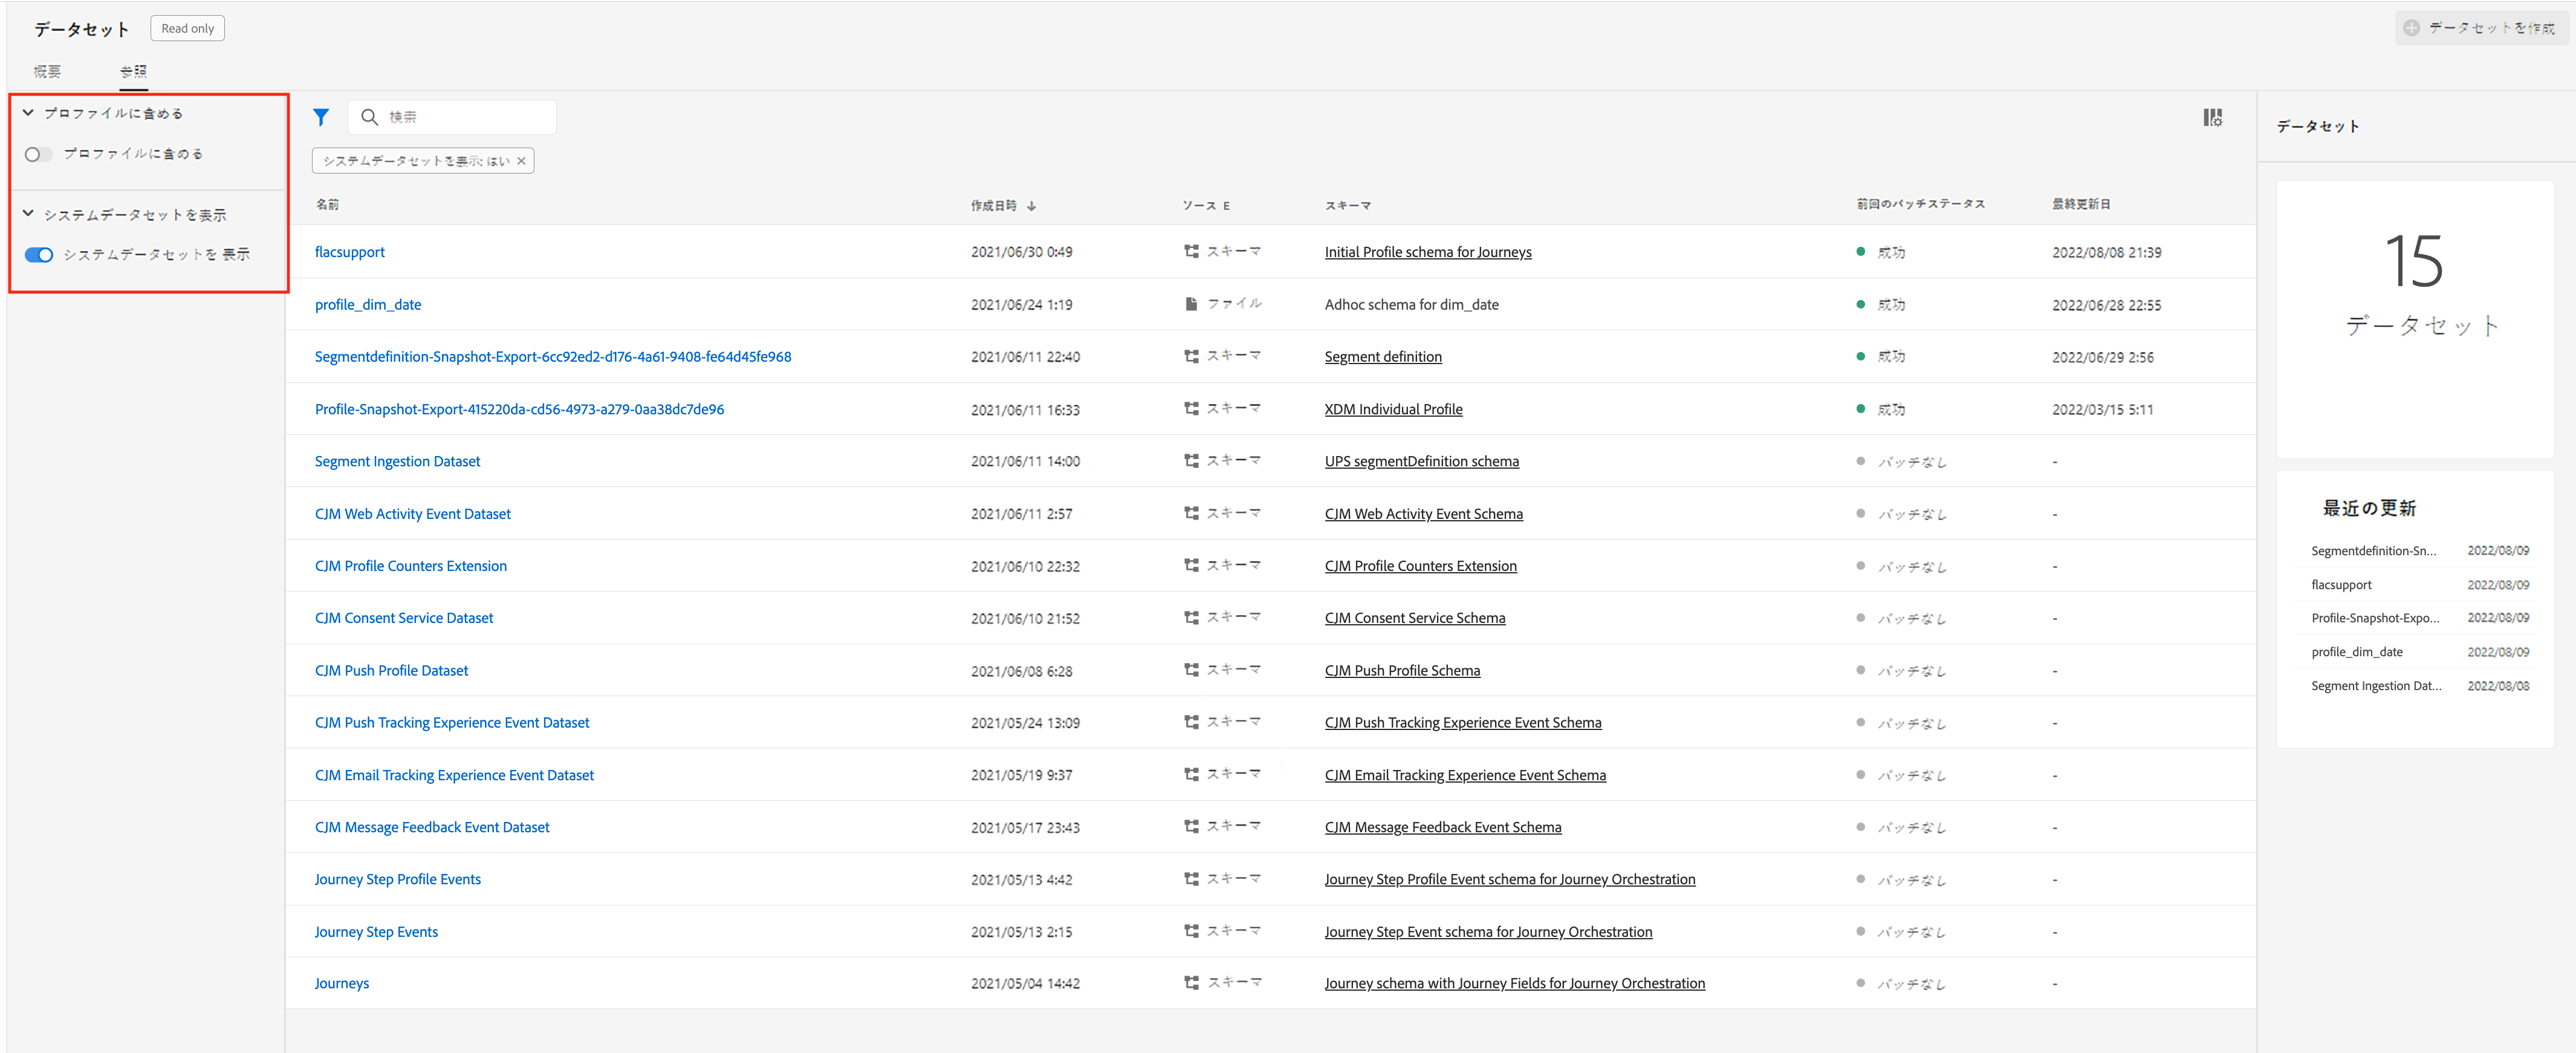 データセット Read only
データセットを作成
概要 参照
プロファイルに含める
プロファイルに含める
システムデータセットを表示
システムデータセットを 表示
検索
システムデータセットを表示: はい ×
名前 作成日時 ↓ ソース E スキーマ 前回のバッチステータス 最終更新日
flacsupport 2021/06/30 0:49 スキーマ Initial Profile schema for Journeys 成功 2022/08/08 21:39
profile_dim_date 2021/06/24 1:19 ファイル Adhoc schema for dim_date 成功 2022/06/28 22:55
Segmentdefinition-Snapshot-Export-6cc92ed2-d176-4a61-9408-fe64d45fe968 2021/06/11 22:40 スキーマ Segment definition 成功 2022/06/29 2:56
Profile-Snapshot-Export-415220da-cd56-4973-a279-0aa38dc7de96 2021/06/11 16:33 スキーマ XDM Individual Profile 成功 2022/03/15 5:11
Segment Ingestion Dataset 2021/06/11 14:00 スキーマ UPS segmentDefinition schema バッチなし -
CJM Web Activity Event Dataset 2021/06/11 2:57 スキーマ CJM Web Activity Event Schema バッチなし -
CJM Profile Counters Extension 2021/06/10 22:32 スキーマ CJM Profile Counters Extension バッチなし -
CJM Consent Service Dataset 2021/06/10 21:52 スキーマ CJM Consent Service Schema バッチなし -
CJM Push Profile Dataset 2021/06/08 6:28 スキーマ CJM Push Profile Schema バッチなし -
CJM Push Tracking Experience Event Dataset 2021/05/24 13:09 スキーマ CJM Push Tracking Experience Event Schema バッチなし -
CJM Email Tracking Experience Event Dataset 2021/05/19 9:37 スキーマ CJM Email Tracking Experience Event Schema バッチなし -
CJM Message Feedback Event Dataset 2021/05/17 23:43 スキーマ CJM Message Feedback Event Schema バッチなし -
Journey Step Profile Events 2021/05/13 4:42 スキーマ Journey Step Profile Event schema for Journey Orchestration バッチなし -
Journey Step Events 2021/05/13 2:15 スキーマ Journey Step Event schema for Journey Orchestration バッチなし -
Journeys 2021/05/04 14:42 スキーマ Journey schema with Journey Fields for Journey Orchestration バッチなし -
データセット
15
データセット
最近の更新
Segmentdefinition-Sn... 2022/08/09
flacsupport 2022/08/09
Profile-Snapshot-Expo... 2022/08/09
profile_dim_date 2022/08/09
Segment Ingestion Dat... 2022/08/08